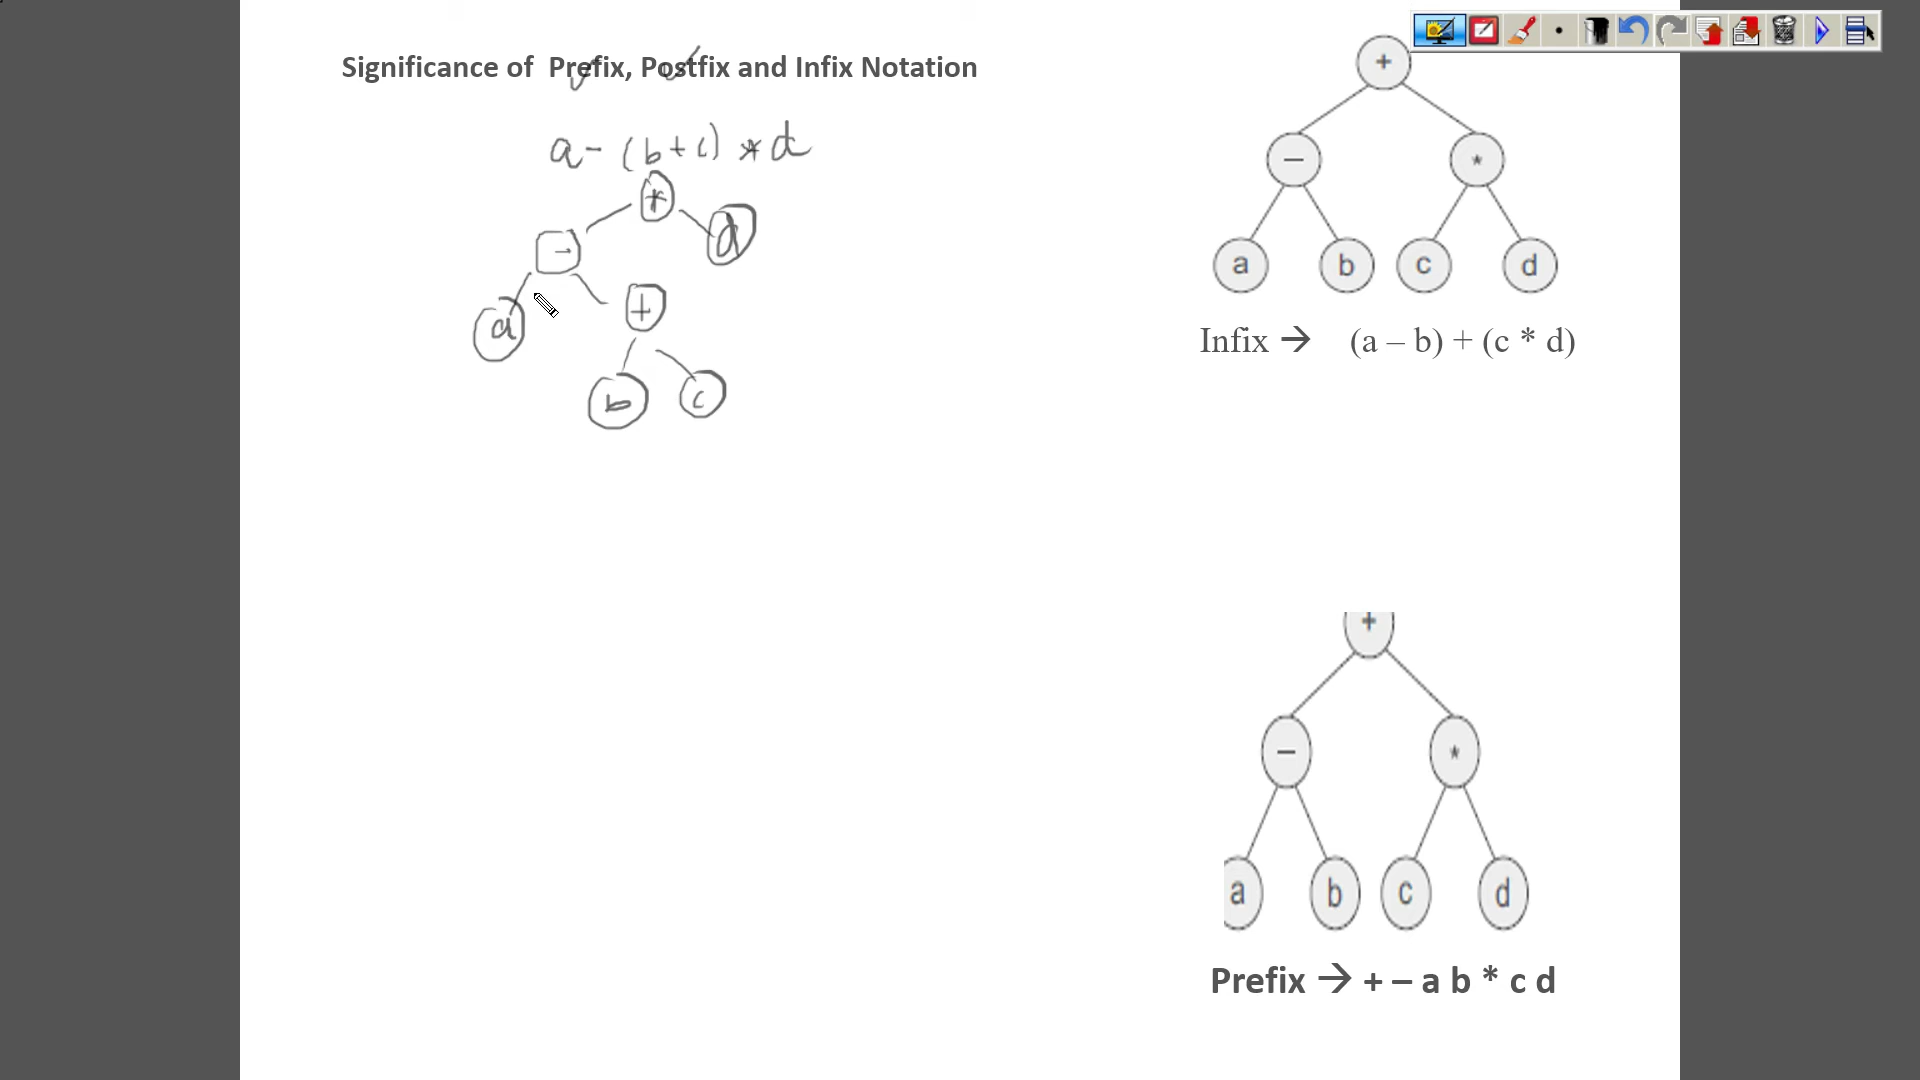 Significance of Prefix, Postfix and Infix Notation
a - (b+c) * d
*
- d
a +
b c
+
– *
a b c d
Infix → (a – b) + (c * d)
+
– *
a b c d
Prefix → + – a b * c d